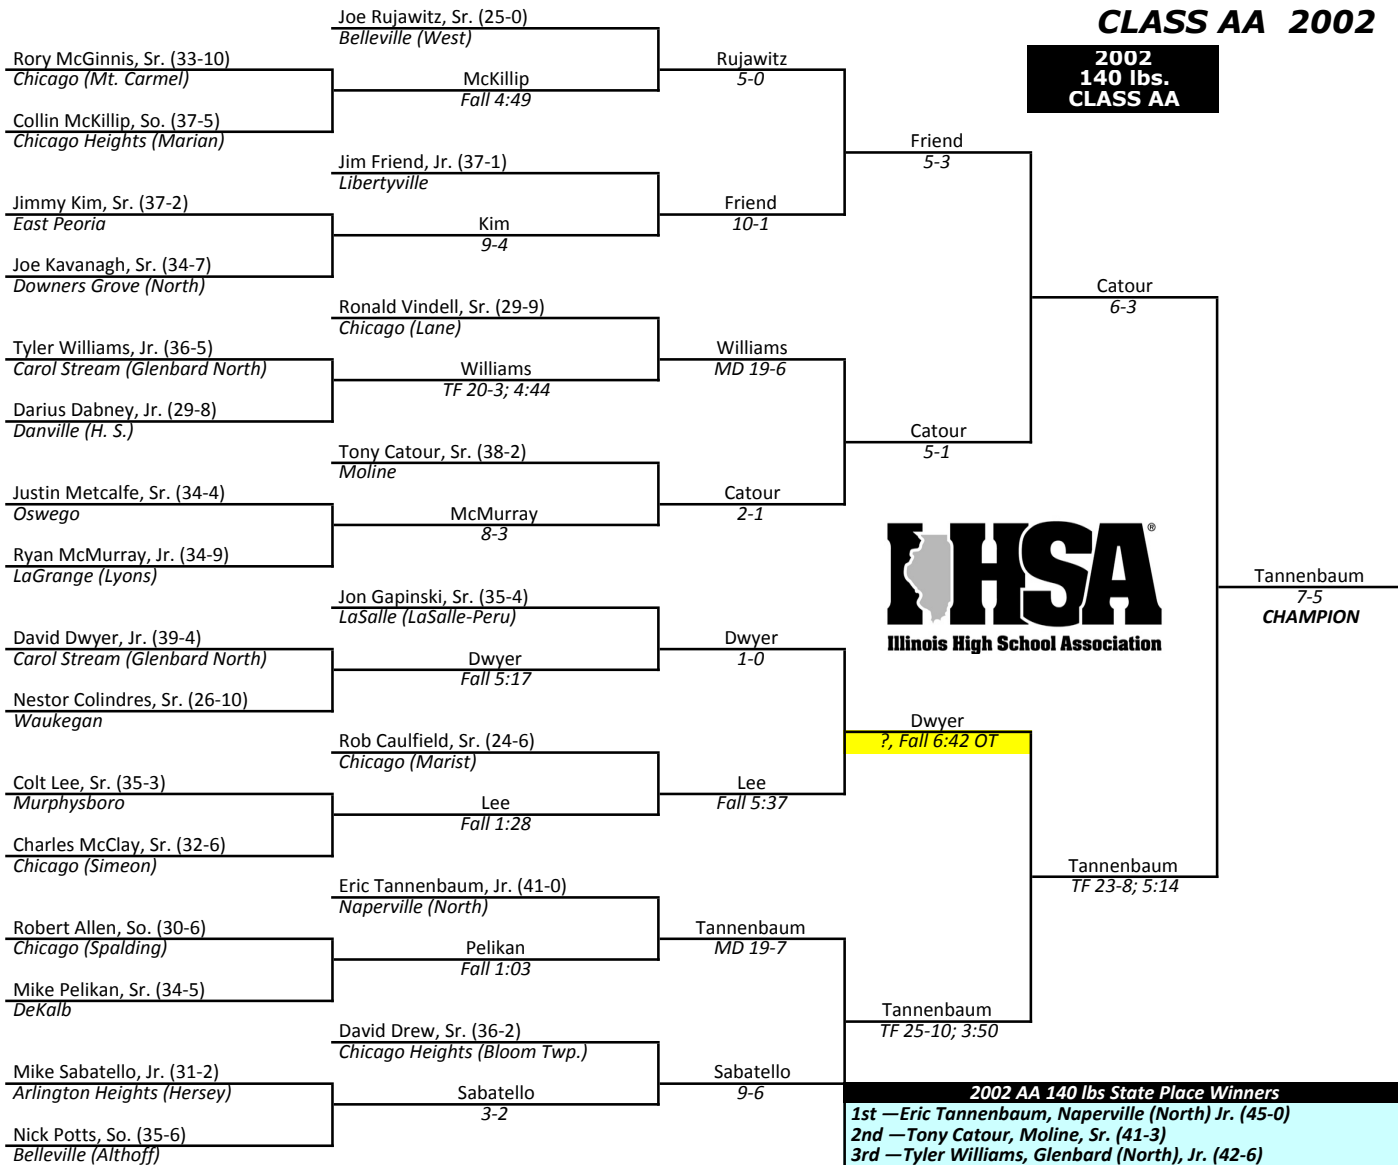 CLASS AA 2002
2002
140 lbs.
CLASS AA
Joe Rujawitz, Sr. (25-0)
Belleville (West)
Rory McGinnis, Sr. (33-10)
Chicago (Mt. Carmel)
McKillip
Fall 4:49
Collin McKillip, So. (37-5)
Chicago Heights (Marian)
Rujawitz
5-0
Jim Friend, Jr. (37-1)
Libertyville
Jimmy Kim, Sr. (37-2)
East Peoria
Kim
9-4
Joe Kavanagh, Sr. (34-7)
Downers Grove (North)
Friend
10-1
Friend
5-3
Ronald Vindell, Sr. (29-9)
Chicago (Lane)
Tyler Williams, Jr. (36-5)
Carol Stream (Glenbard North)
Williams
TF 20-3; 4:44
Darius Dabney, Jr. (29-8)
Danville (H. S.)
Williams
MD 19-6
Tony Catour, Sr. (38-2)
Moline
Justin Metcalfe, Sr. (34-4)
Oswego
McMurray
8-3
Ryan McMurray, Jr. (34-9)
LaGrange (Lyons)
Catour
2-1
Catour
5-1
Catour
6-3
IHSA®
Illinois High School Association
Tannenbaum
7-5
CHAMPION
Jon Gapinski, Sr. (35-4)
LaSalle (LaSalle-Peru)
David Dwyer, Jr. (39-4)
Carol Stream (Glenbard North)
Dwyer
Fall 5:17
Nestor Colindres, Sr. (26-10)
Waukegan
Dwyer
1-0
Rob Caulfield, Sr. (24-6)
Chicago (Marist)
Colt Lee, Sr. (35-3)
Murphysboro
Lee
Fall 1:28
Charles McClay, Sr. (32-6)
Chicago (Simeon)
Lee
Fall 5:37
Dwyer
?, Fall 6:42 OT
Tannenbaum
TF 23-8; 5:14
Eric Tannenbaum, Jr. (41-0)
Naperville (North)
Robert Allen, So. (30-6)
Chicago (Spalding)
Pelikan
Fall 1:03
Mike Pelikan, Sr. (34-5)
DeKalb
Tannenbaum
MD 19-7
David Drew, Sr. (36-2)
Chicago Heights (Bloom Twp.)
Mike Sabatello, Jr. (31-2)
Arlington Heights (Hersey)
Sabatello
3-2
Nick Potts, So. (35-6)
Belleville (Althoff)
Sabatello
9-6
Tannenbaum
TF 25-10; 3:50
2002 AA 140 lbs State Place Winners
1st —Eric Tannenbaum, Naperville (North) Jr. (45-0)
2nd —Tony Catour, Moline, Sr. (41-3)
3rd —Tyler Williams, Glenbard (North), Jr. (42-6)